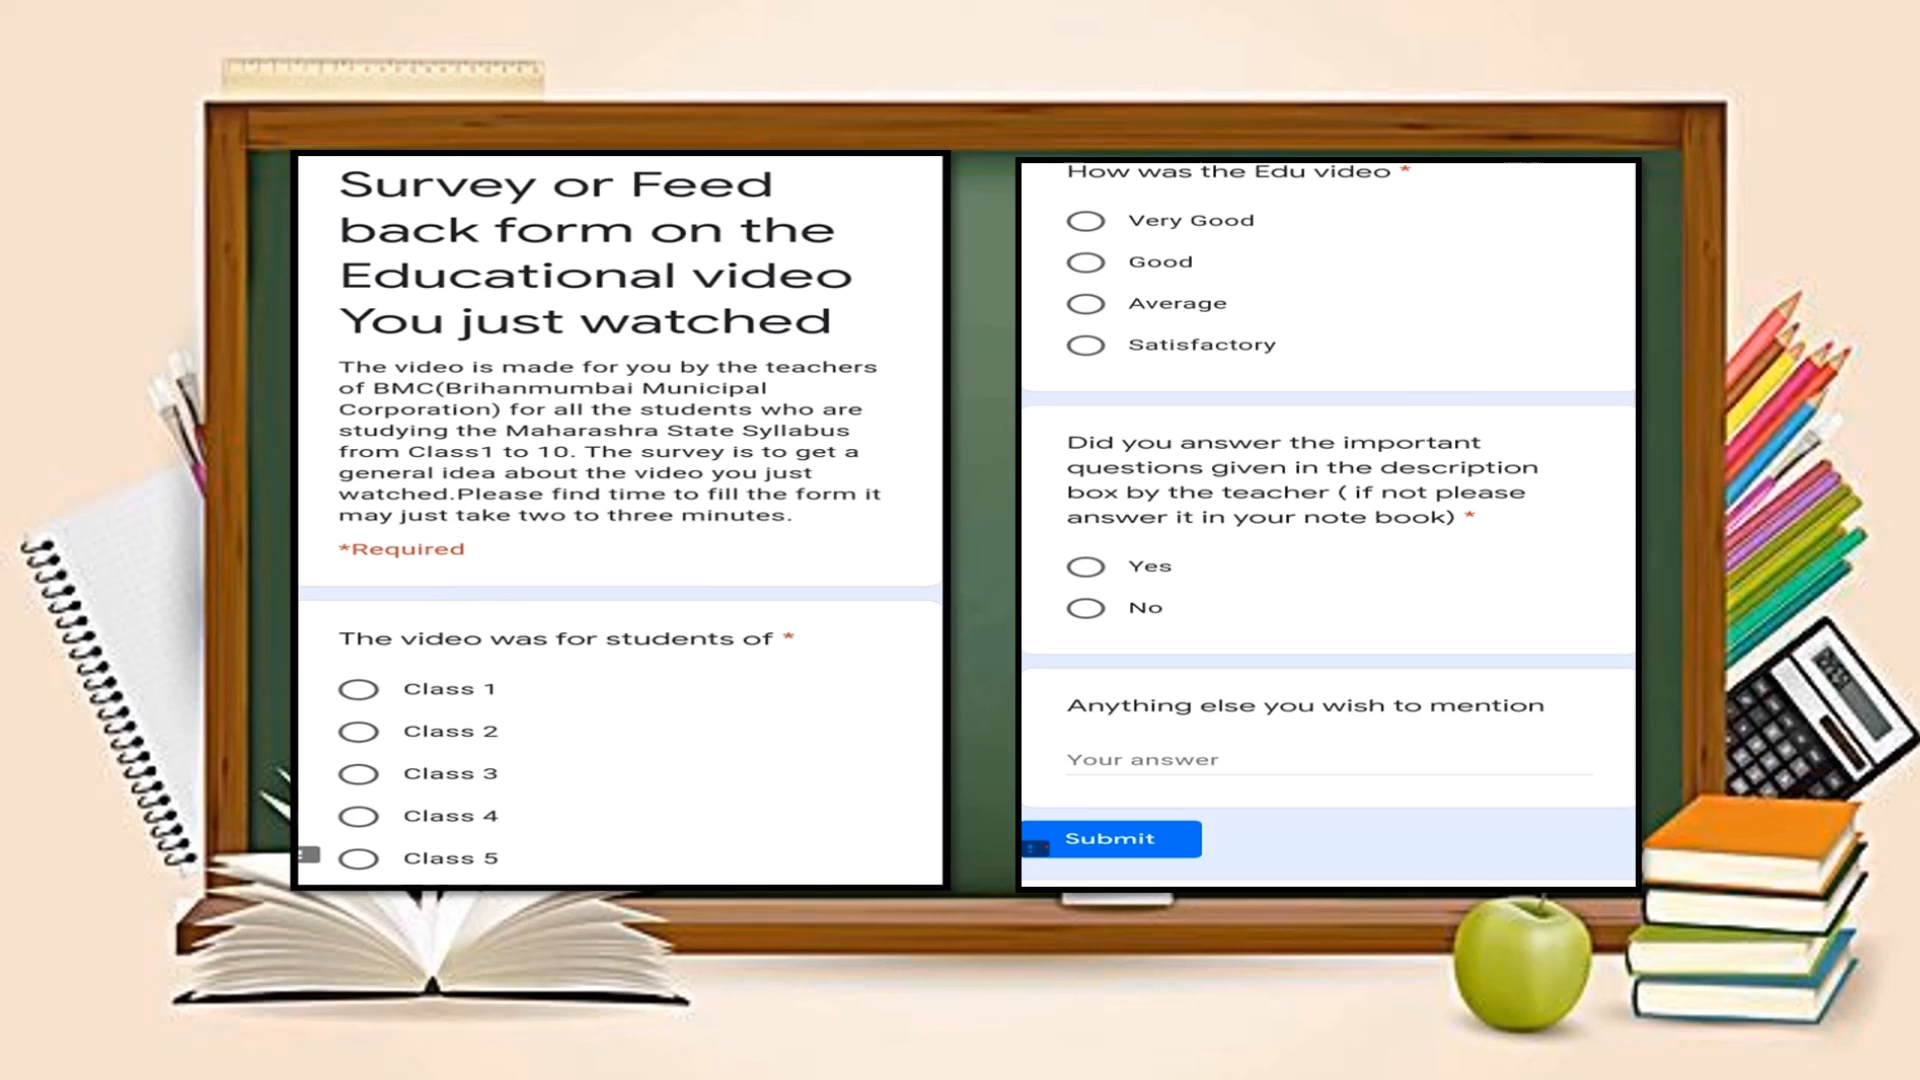 Survey or Feed
back form on the
Educational video
You just watched
The video is made for you by the teachers
of BMC(Brihanmumbai Municipal
Corporation) for all the students who are
studying the Maharashra State Syllabus
from Class1 to 10. The survey is to get a
general idea about the video you just
watched.Please find time to fill the form it
may just take two to three minutes.
*Required
The video was for students of *
Class 1
Class 2
Class 3
Class 4
Class 5
How was the Edu video *
Very Good
Good
Average
Satisfactory
Did you answer the important
questions given in the description
box by the teacher ( if not please
answer it in your note book) *
Yes
No
Anything else you wish to mention
Your answer
Submit